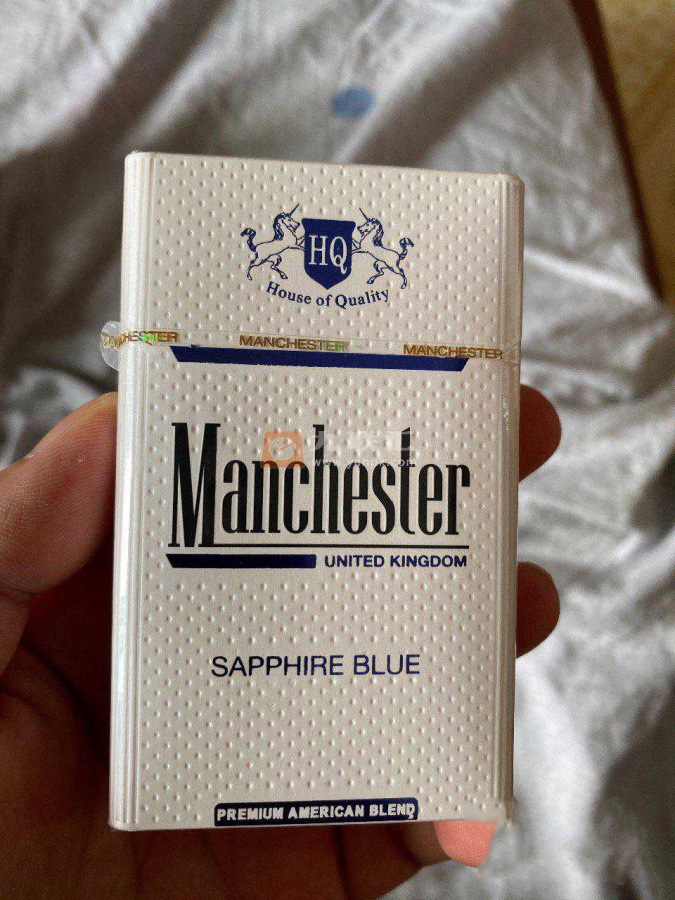 HQ
House of Quality
MANCHESTER MANCHESTER MANCHESTER
Manchester
UNITED KINGDOM
SAPPHIRE BLUE
PREMIUM AMERICAN BLEND